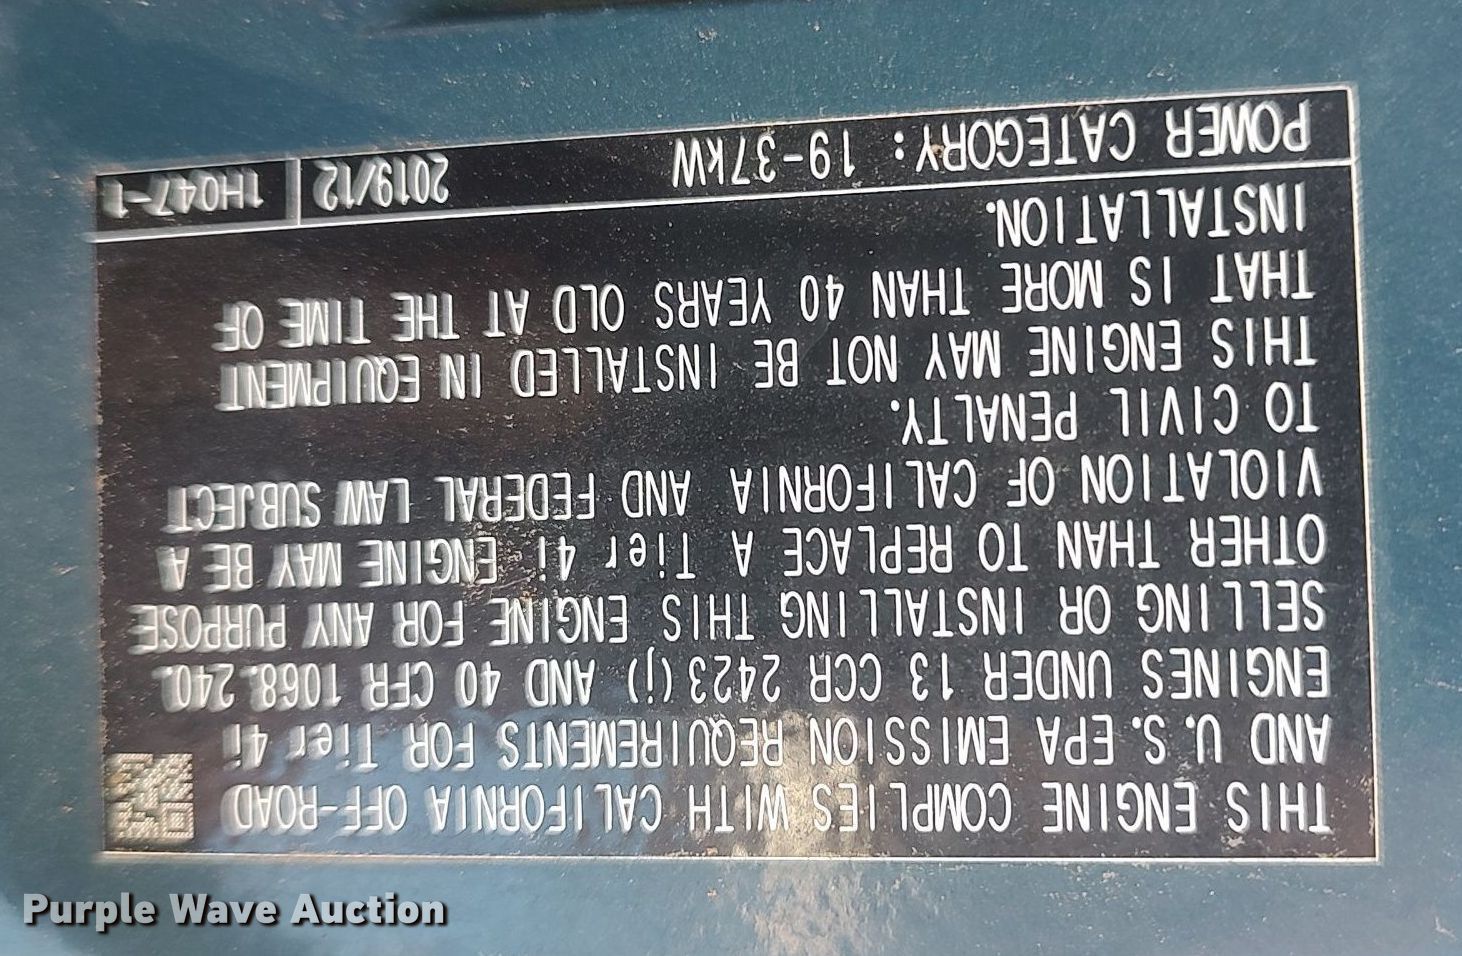 THIS ENGINE COMPLIES WITH CALIFORNIA OFF-ROAD
AND U.S. EPA EMISSION REQUIREMENTS FOR Tier 4i
ENGINES UNDER 13 CCR 2423(j) AND 40 CFR 1068.240.
SELLING OR INSTALLING THIS ENGINE FOR ANY PURPOSE
OTHER THAN TO REPLACE A Tier 4i ENGINE MAY BE A
VIOLATION OF CALIFORNIA AND FEDERAL LAW SUBJECT
TO CIVIL PENALTY.
THIS ENGINE MAY NOT BE INSTALLED IN EQUIPMENT
THAT IS MORE THAN 40 YEARS OLD AT THE TIME OF
INSTALLATION.
POWER CATEGORY: 19-37kW 2019/12 1HQ47-1
Purple Wave Auction